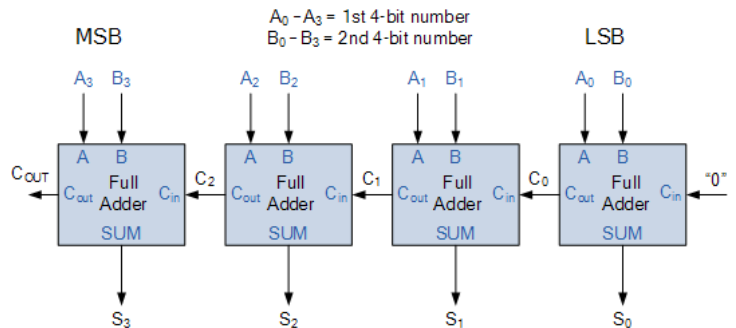 A0 – A3 = 1st 4-bit number
B0 – B3 = 2nd 4-bit number
MSB
LSB
A3 B3 A2 B2 A1 B1 A0 B0
A B A B A B A B
COUT Cout Full Adder Cin C2 Cout Full Adder Cin C1 Cout Full Adder Cin C0 Cout Full Adder Cin “0”
SUM SUM SUM SUM
S3 S2 S1 S0